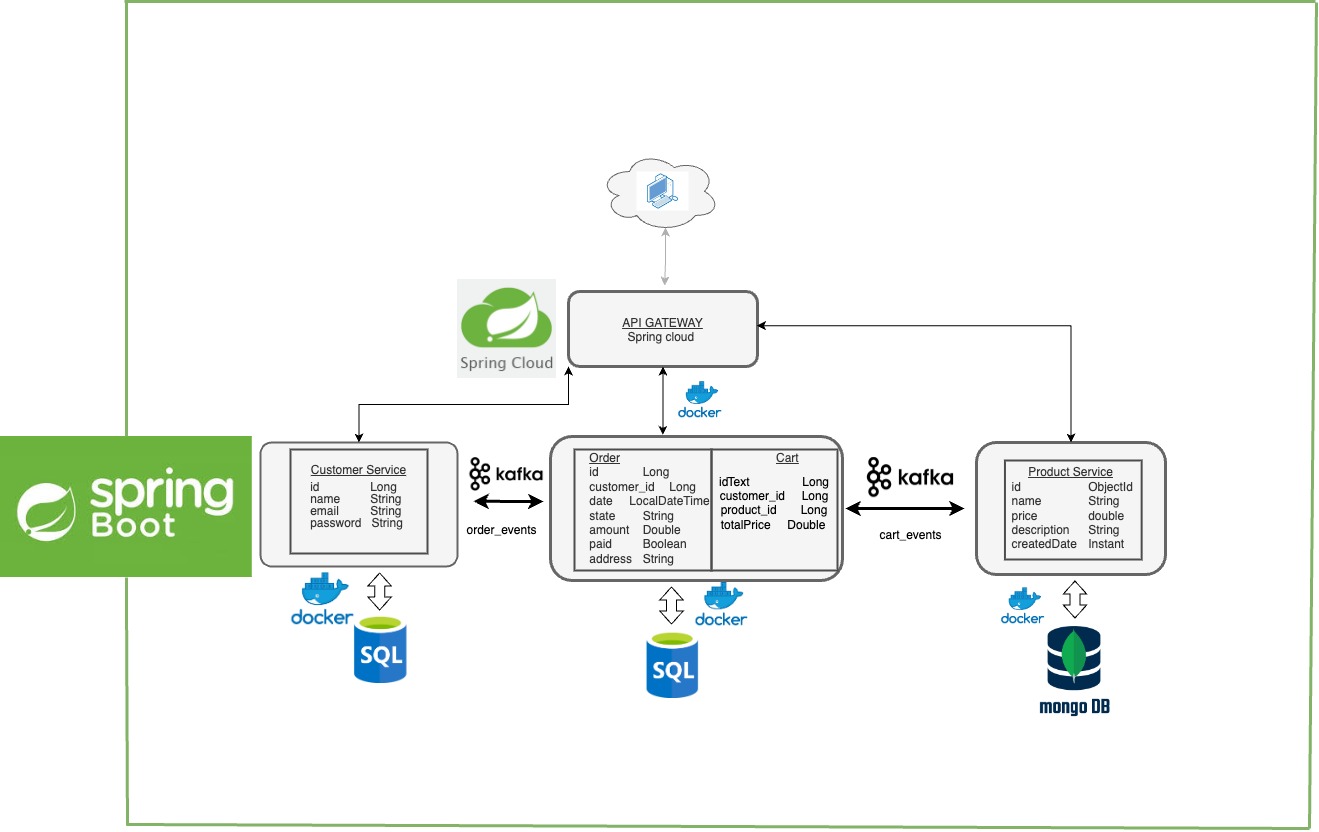 API GATEWAY
Spring cloud
Spring Cloud
docker
spring
Boot
Customer Service
id Long
name String
email String
password String
kafka
order_events
Order
id Long
customer_id Long
date LocalDateTime
state String
amount Double
paid Boolean
address String
Cart
idText Long
customer_id Long
product_id Long
totalPrice Double
kafka
cart_events
Product Service
id ObjectId
name String
price double
description String
createdDate Instant
docker
SQL
docker
SQL
docker
mongo DB